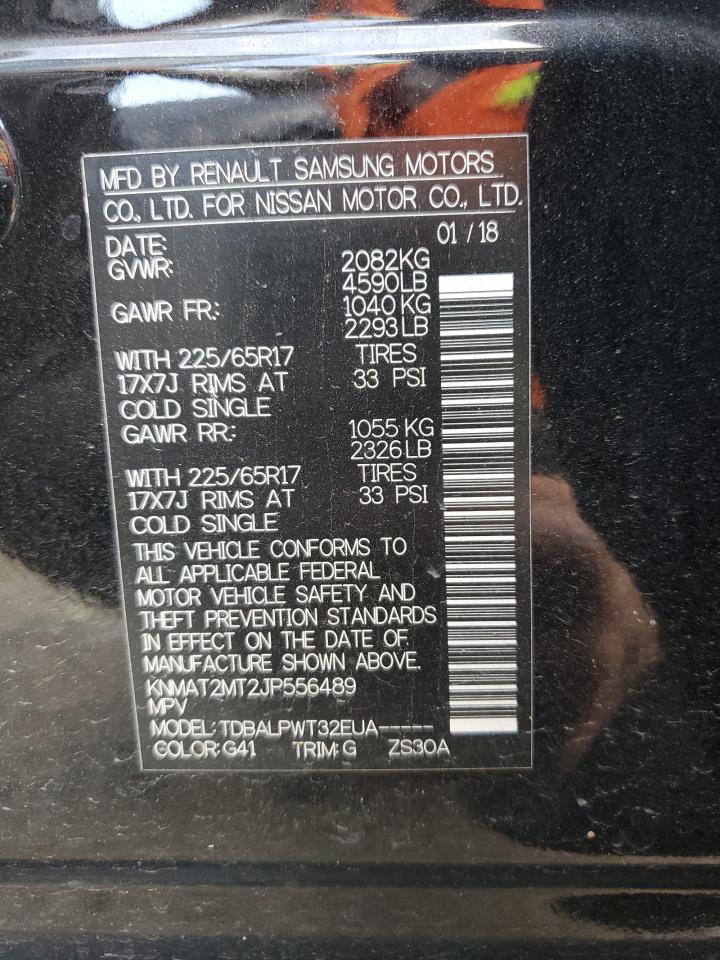 MFD BY RENAULT SAMSUNG MOTORS
CO., LTD. FOR NISSAN MOTOR CO., LTD.
DATE: 01 / 18
GVWR: 2082KG
4590LB
GAWR FR.: 1040 KG
2293 LB
WITH 225/65R17 TIRES
17X7J RIMS AT 33 PSI
COLD SINGLE
GAWR RR.: 1055 KG
2326 LB
WITH 225/65R17 TIRES
17X7J RIMS AT 33 PSI
COLD SINGLE
THIS VEHICLE CONFORMS TO
ALL APPLICABLE FEDERAL
MOTOR VEHICLE SAFETY AND
THEFT PREVENTION STANDARDS
IN EFFECT ON THE DATE OF
MANUFACTURE SHOWN ABOVE.
KNMAT2MT2JP556489
MPV
MODEL: TDBALPWT32EUA-----
COLOR: G41 TRIM: G ZS30A